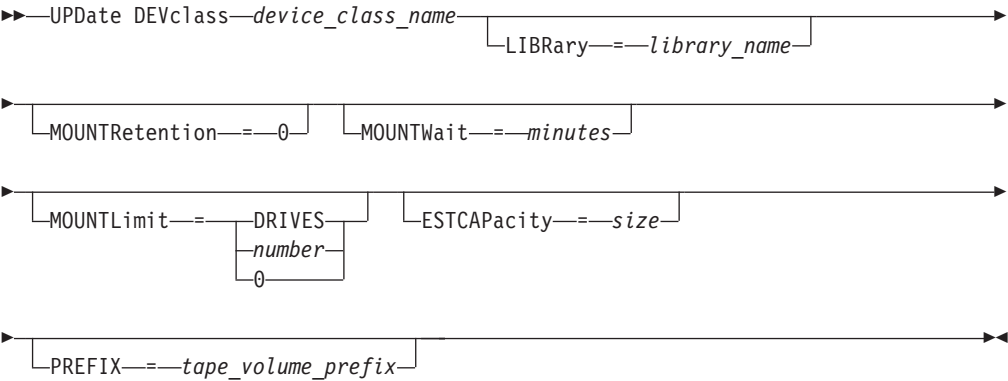 UPDate DEVclass device_class_name
LIBRary = library_name
MOUNTRetention = 0 MOUNTWait = minutes
MOUNTLimit = DRIVES ESTCAPacity = size
number
0
PREFIX = tape_volume_prefix